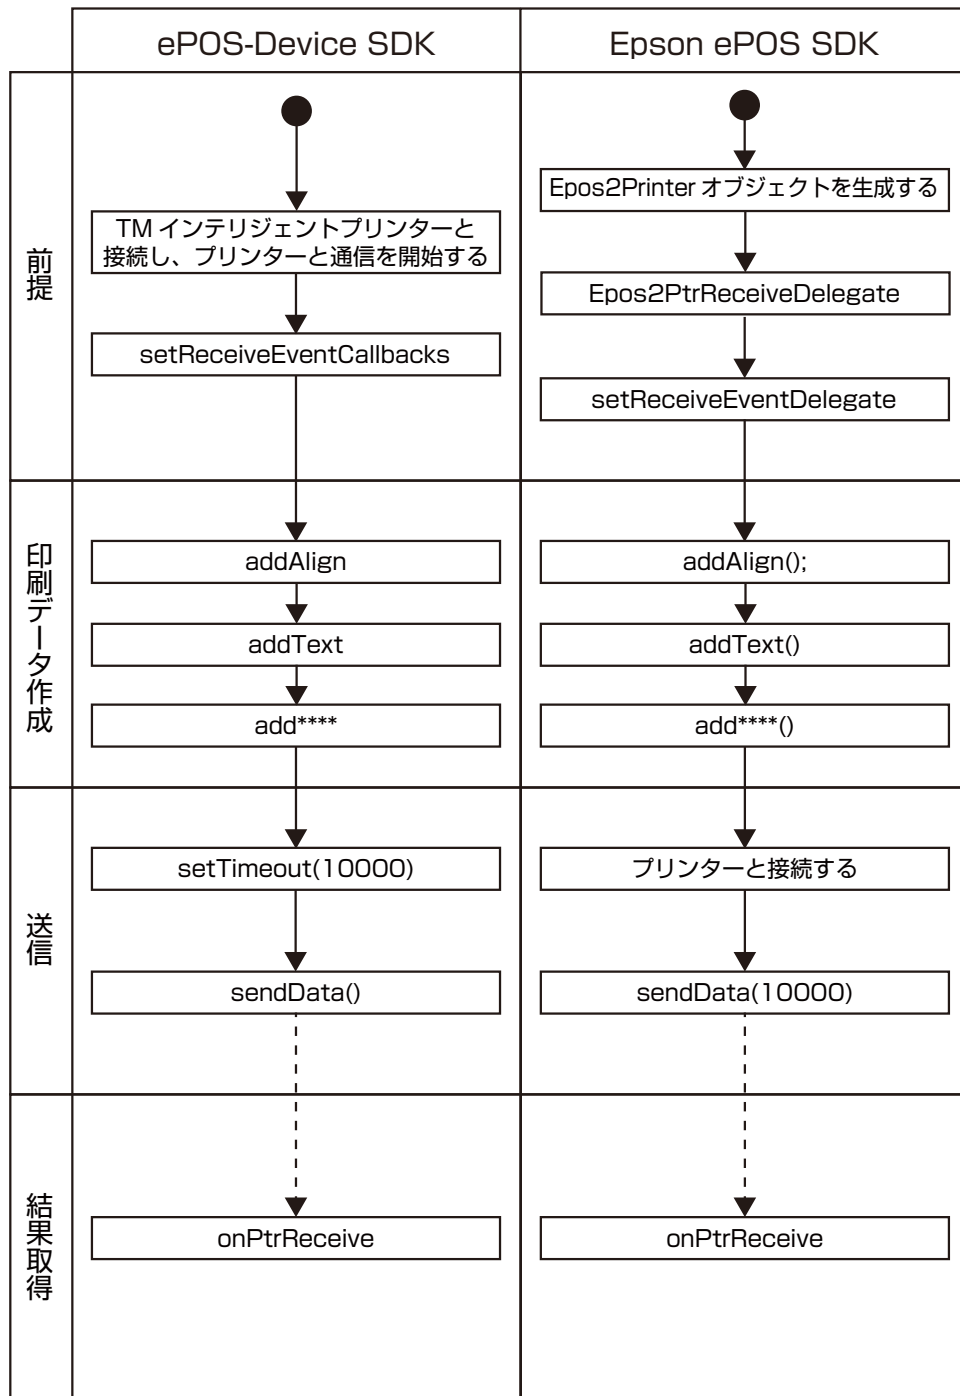 ePOS-Device SDK
Epson ePOS SDK
前提
TM インテリジェントプリンターと
接続し、プリンターと通信を開始する
setReceiveEventCallbacks
Epos2Printer オブジェクトを生成する
Epos2PtrReceiveDelegate
setReceiveEventDelegate
印刷データ作成
addAlign
addText
add****
addAlign();
addText()
add****()
送信
setTimeout(10000)
sendData()
プリンターと接続する
sendData(10000)
結果取得
onPtrReceive
onPtrReceive